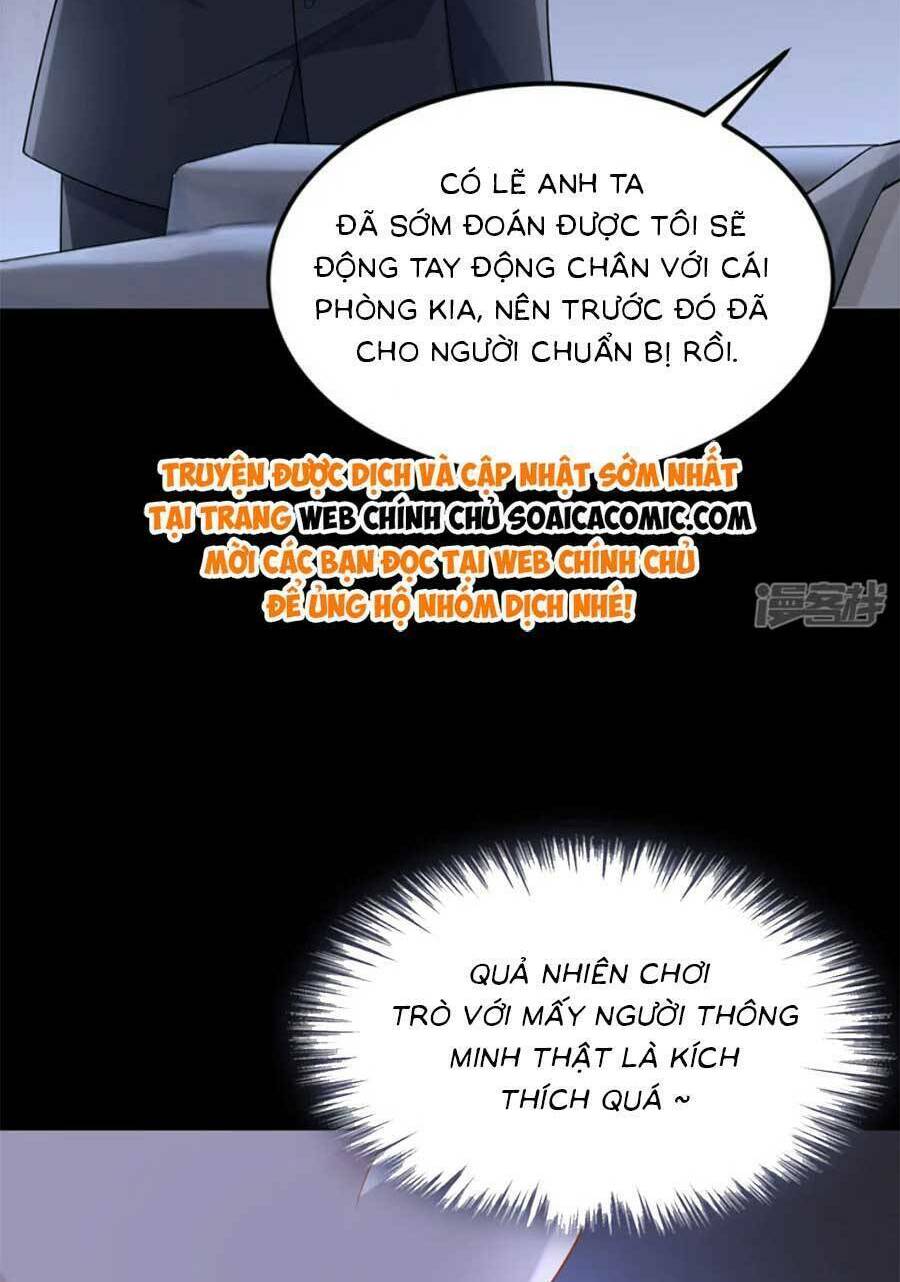 CÓ LẼ ANH TA
ĐÃ SỚM ĐOÁN ĐƯỢC TÔI SẼ
ĐỘNG TAY ĐỘNG CHÂN VỚI CÁI
PHÒNG KIA, NÊN TRƯỚC ĐÓ ĐÃ
CHO NGƯỜI CHUẨN BỊ RỒI.
TRUYỆN ĐƯỢC DỊCH VÀ CẬP NHẬT SỚM NHẤT
TẠI TRANG WEB CHÍNH CHỦ SOAICACOMIC.COM
MỜI CÁC BẠN ĐỌC TẠI WEB CHÍNH CHỦ
ĐỂ ỦNG HỘ NHÓM DỊCH NHÉ!
漫客栈
QUẢ NHIÊN CHƠI
TRÒ VỚI MẤY NGƯỜI THÔNG
MINH THẬT LÀ KÍCH
THÍCH QUÁ ~